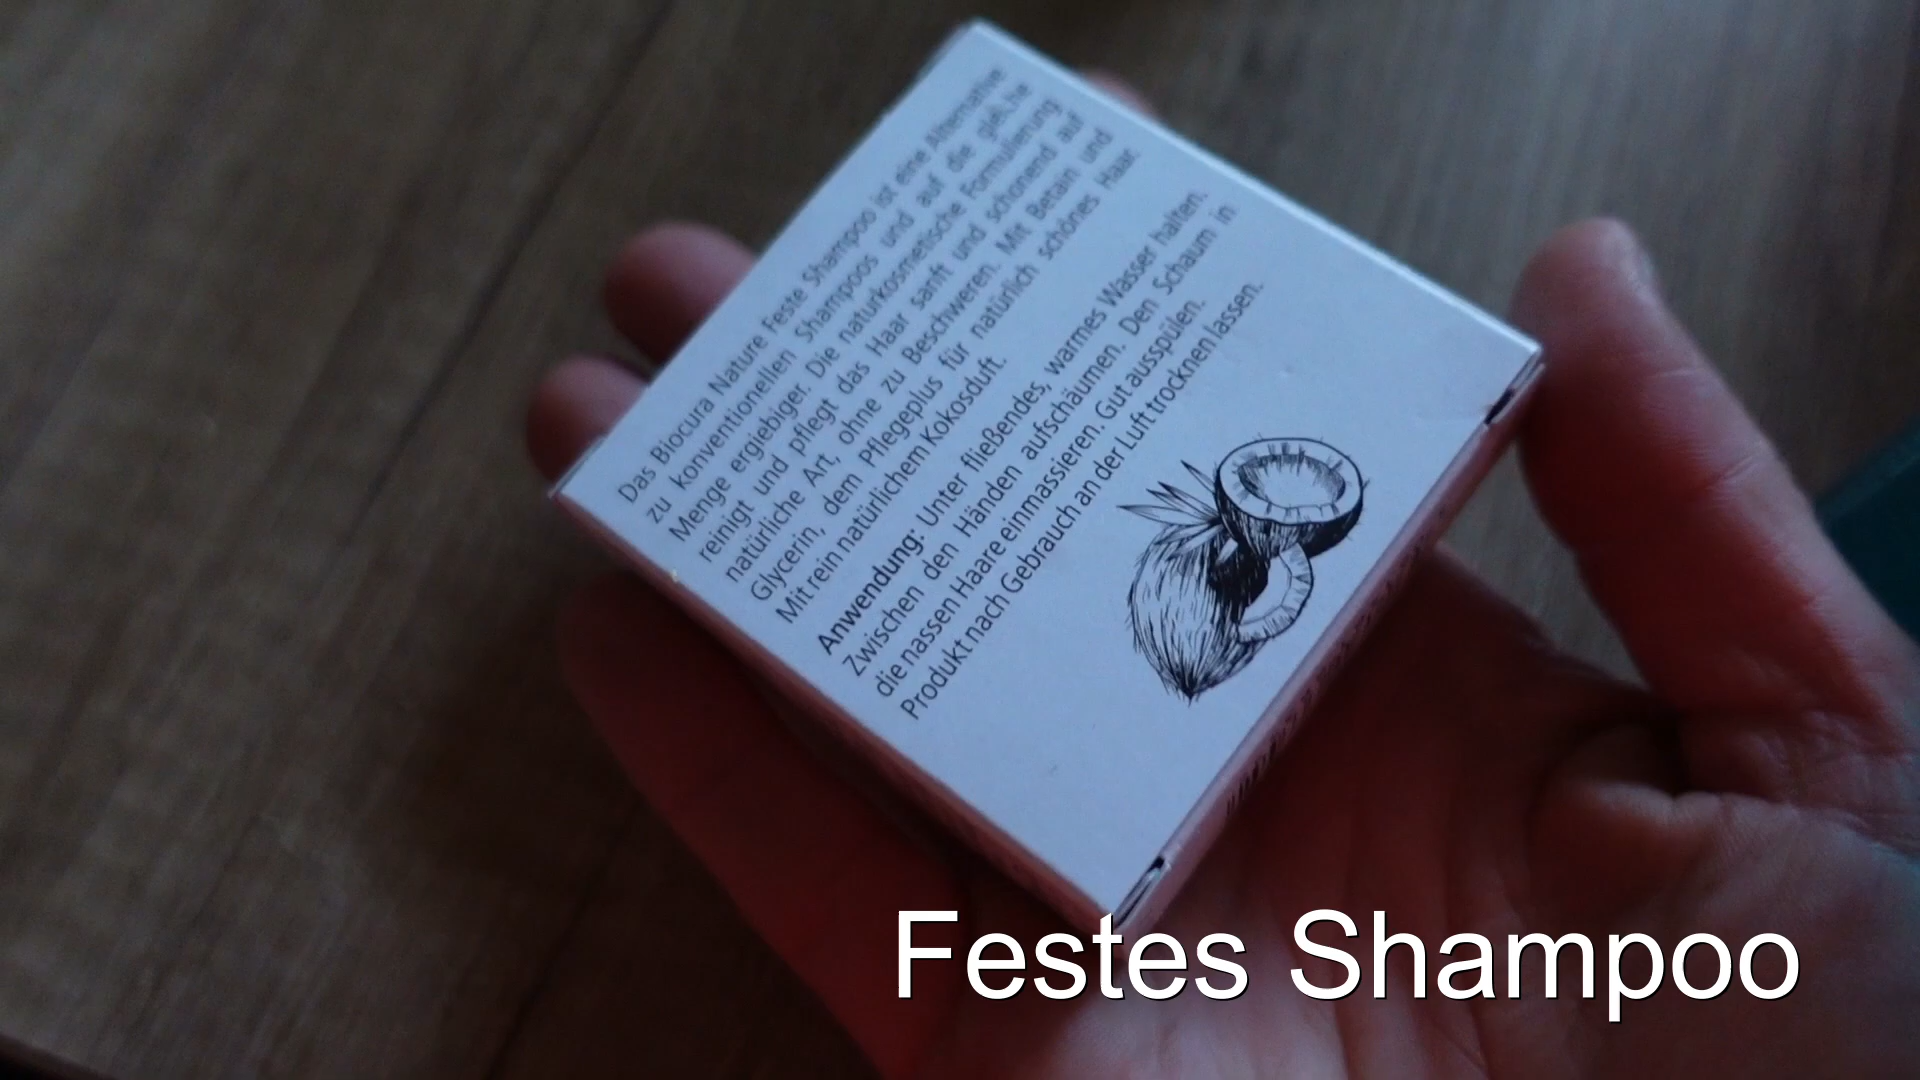 Das Biocura Nature Feste Shampoo ist eine Alternative
zu konventionellen Shampoos und auf die gleiche
Menge ergiebiger. Die naturkosmetische Formulierung
reinigt und pflegt das Haar sanft und schonend auf
natürliche Art, ohne zu Beschweren. Mit Betain und
Glycerin, dem Pflegeplus für natürlich schönes Haar.
Mit rein natürlichem Kokosduft.
Anwendung: Unter fließendes, warmes Wasser halten.
Zwischen den Händen aufschäumen. Den Schaum in
die nassen Haare einmassieren. Gut ausspülen.
Produkt nach Gebrauch an der Luft trocknen lassen.
Festes Shampoo